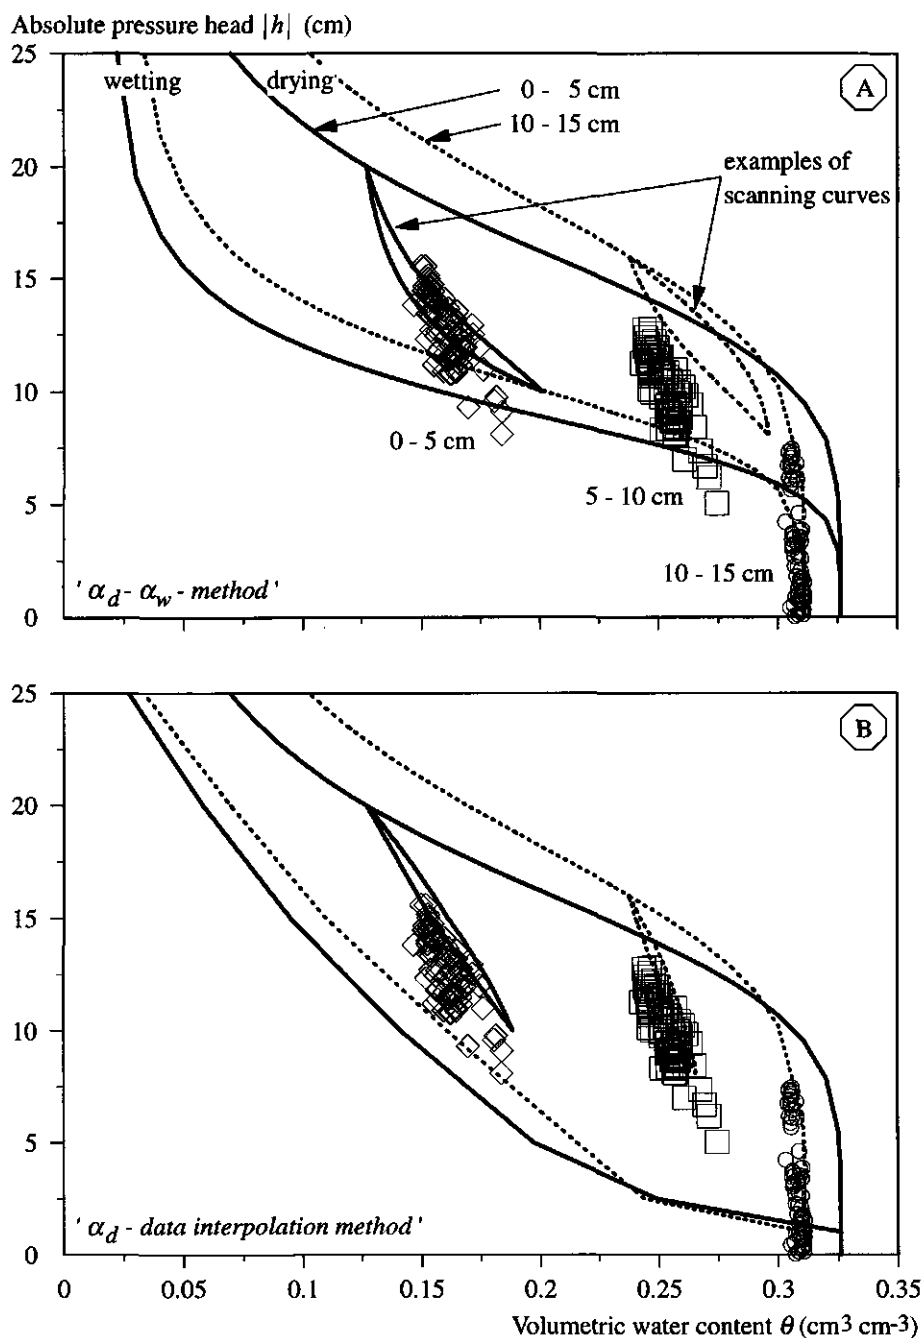 Absolute pressure head |h| (cm)
25
20
15
10
5
0
wetting
drying
0 - 5 cm
10 - 15 cm
A
examples of
scanning curves
0 - 5 cm
5 - 10 cm
10 - 15 cm
' α_d - α_w - method '
25
20
15
10
5
0
B
' α_d - data interpolation method '
0
0.05
0.1
0.15
0.2
0.25
0.3
0.35
Volumetric water content θ (cm³ cm⁻³)